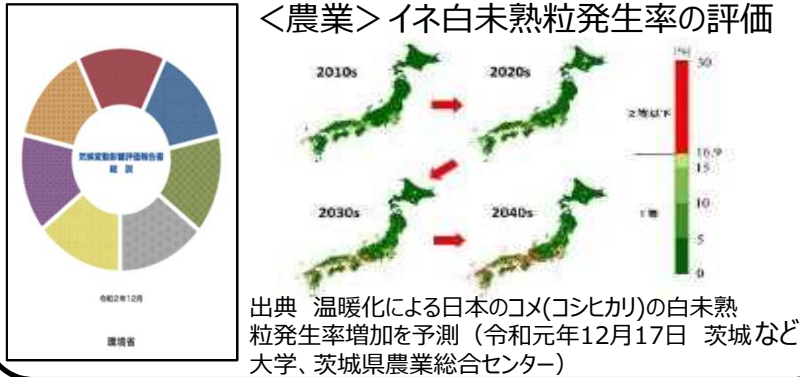 気候変動影響評価報告書
総 説
令和2年12月
環境省
<農業>イネ白未熟粒発生率の評価
2010s
2020s
2030s
2040s
[%]
50
2等以下
16.9
15
1等
10
5
0
出典 温暖化による日本のコメ(コシヒカリ)の白未熟
粒発生率増加を予測(令和元年12月17日 茨城など
大学、茨城県農業総合センター)